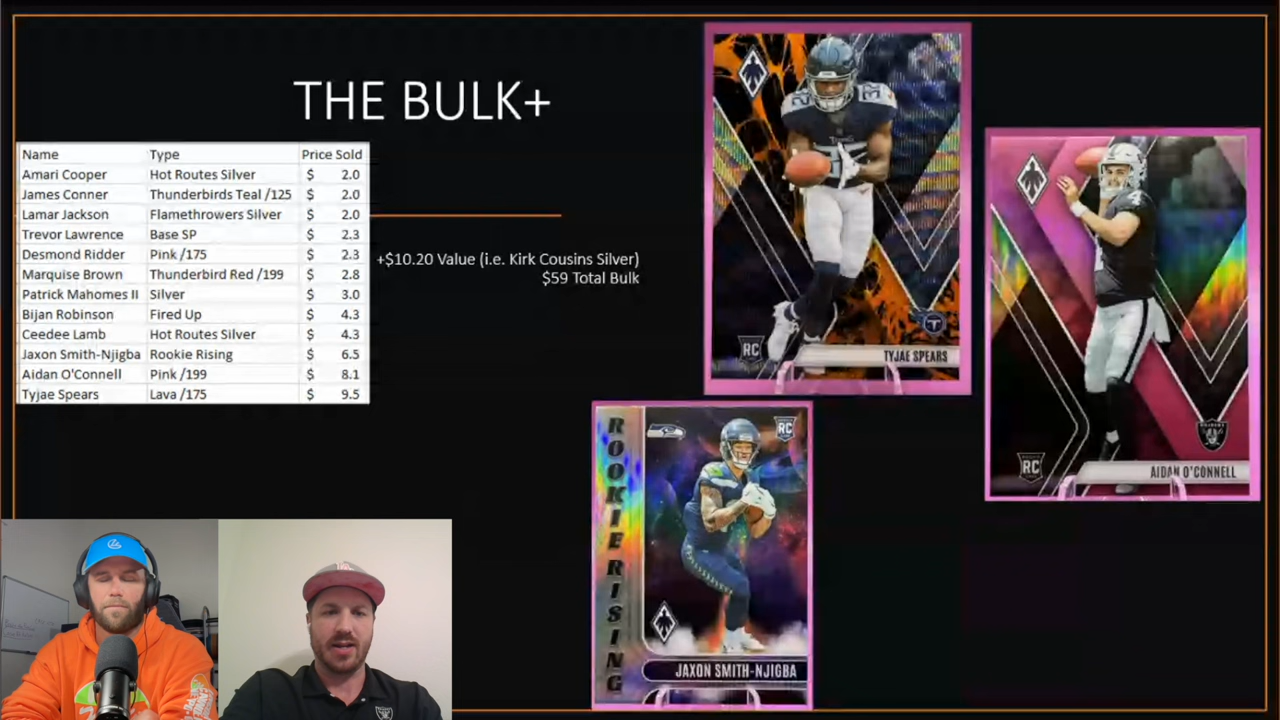 THE BULK+
Name Type Price Sold
Amari Cooper Hot Routes Silver $ 2.0
James Conner Thunderbirds Teal /125 $ 2.0
Lamar Jackson Flamethrowers Silver $ 2.0
Trevor Lawrence Base SP $ 2.3
Desmond Ridder Pink /175 $ 2.3
Marquise Brown Thunderbird Red /199 $ 2.8
Patrick Mahomes II Silver $ 3.0
Bijan Robinson Fired Up $ 4.3
Ceedee Lamb Hot Routes Silver $ 4.3
Jaxon Smith-Njigba Rookie Rising $ 6.5
Aidan O'Connell Pink /199 $ 8.1
Tyjae Spears Lava /175 $ 9.5
+$10.20 Value (i.e. Kirk Cousins Silver)
$59 Total Bulk
32
RC
TYJAE SPEARS
RC
AIDAN O'CONNELL
RAIDERS
ROOKIE RISING
RC
JAXON SMITH-NJIGBA